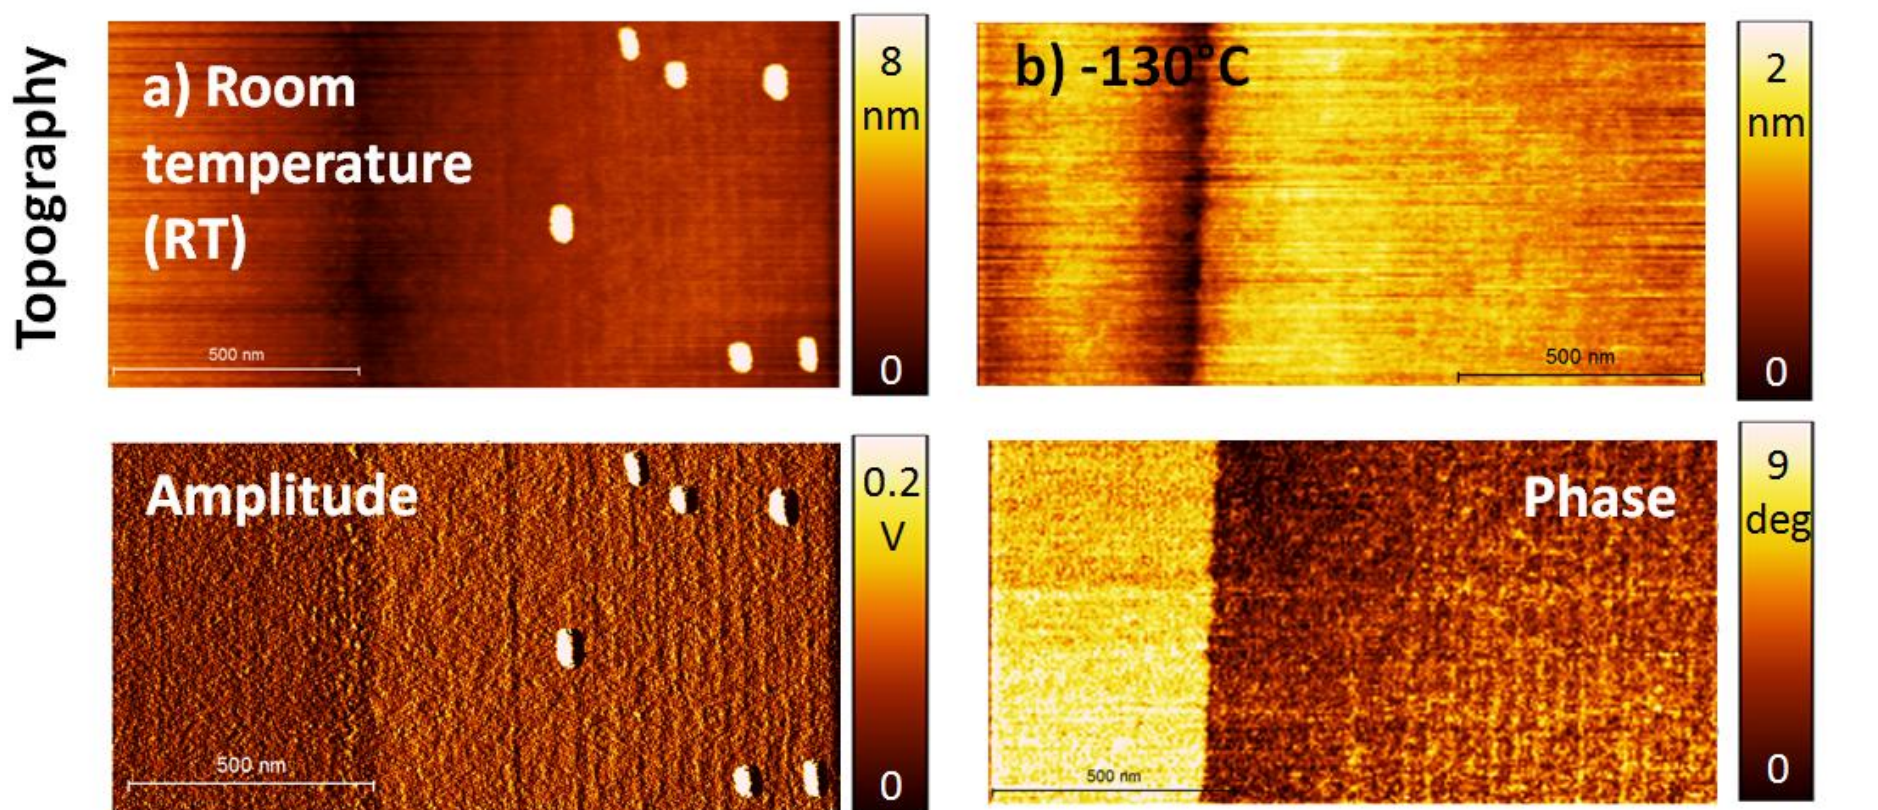 Topography
a) Room
temperature
(RT)
500 nm
8
nm
0
b) -130°C
500 nm
2
nm
0
Amplitude
500 nm
0.2
V
0
Phase
500 nm
9
deg
0